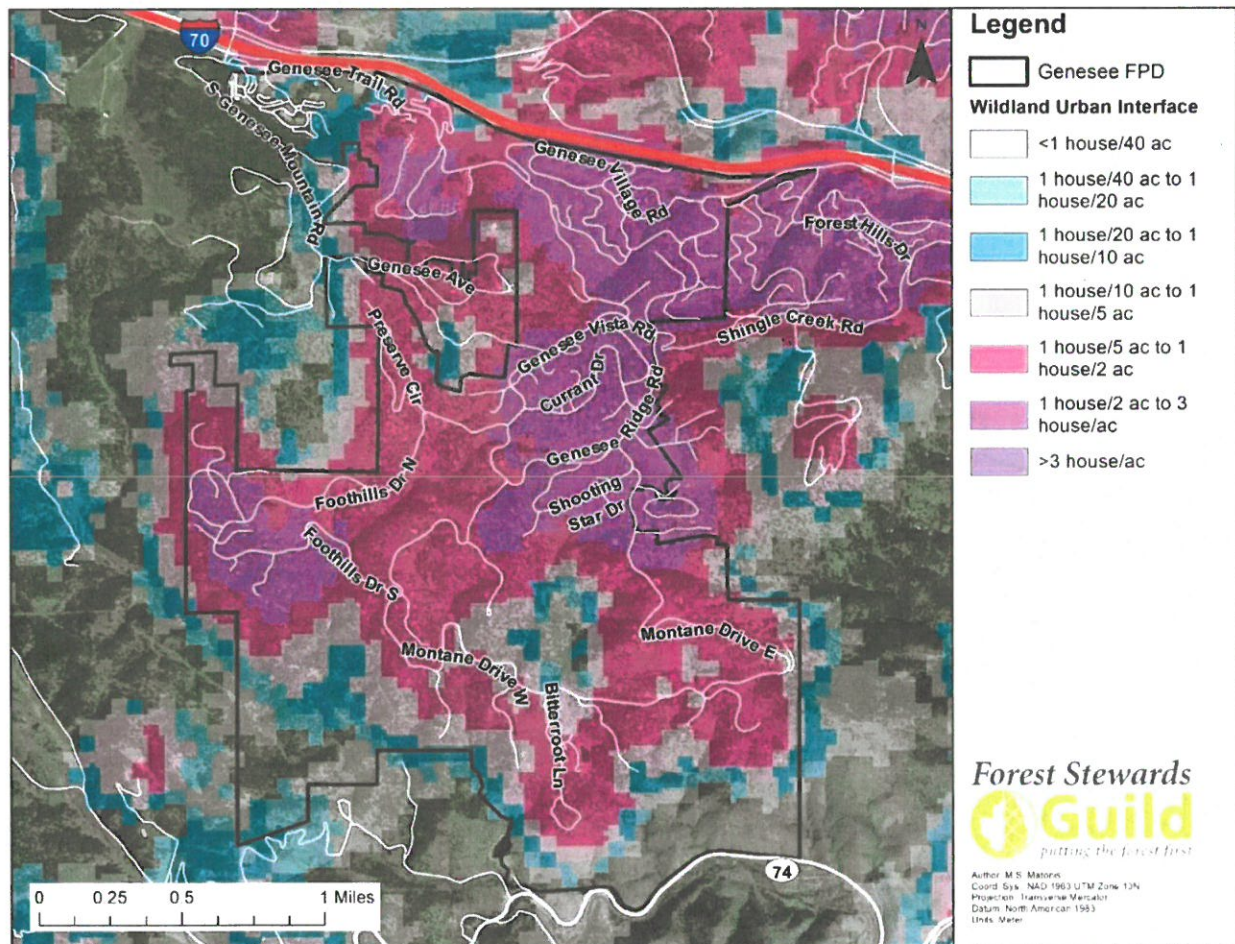 70
Genesee Trail Rd
S Genesee Mountain Rd
N
Genesee Village Rd
Forest Hills Dr
Genesee Ave
Preserve Cir
Genesee Vista Rd
Shingle Creek Rd
Currant Dr
Genesee Ridge Rd
Foothills Dr N
Shooting
Star Dr
Foothills Dr S
Montane Drive E
Montane Drive W
Bitterroot Ln
74
0 0.25 0.5 1 Miles
Legend
Genesee FPD
Wildland Urban Interface
<1 house/40 ac
1 house/40 ac to 1
house/20 ac
1 house/20 ac to 1
house/10 ac
1 house/10 ac to 1
house/5 ac
1 house/5 ac to 1
house/2 ac
1 house/2 ac to 3
house/ac
>3 house/ac
Forest Stewards
Guild
putting the forest first
Author: M.S. Matonis
Coord. Sys.: NAD 1983 UTM Zone 13N
Projection: Transverse Mercator
Datum: North American 1983
Units: Meter